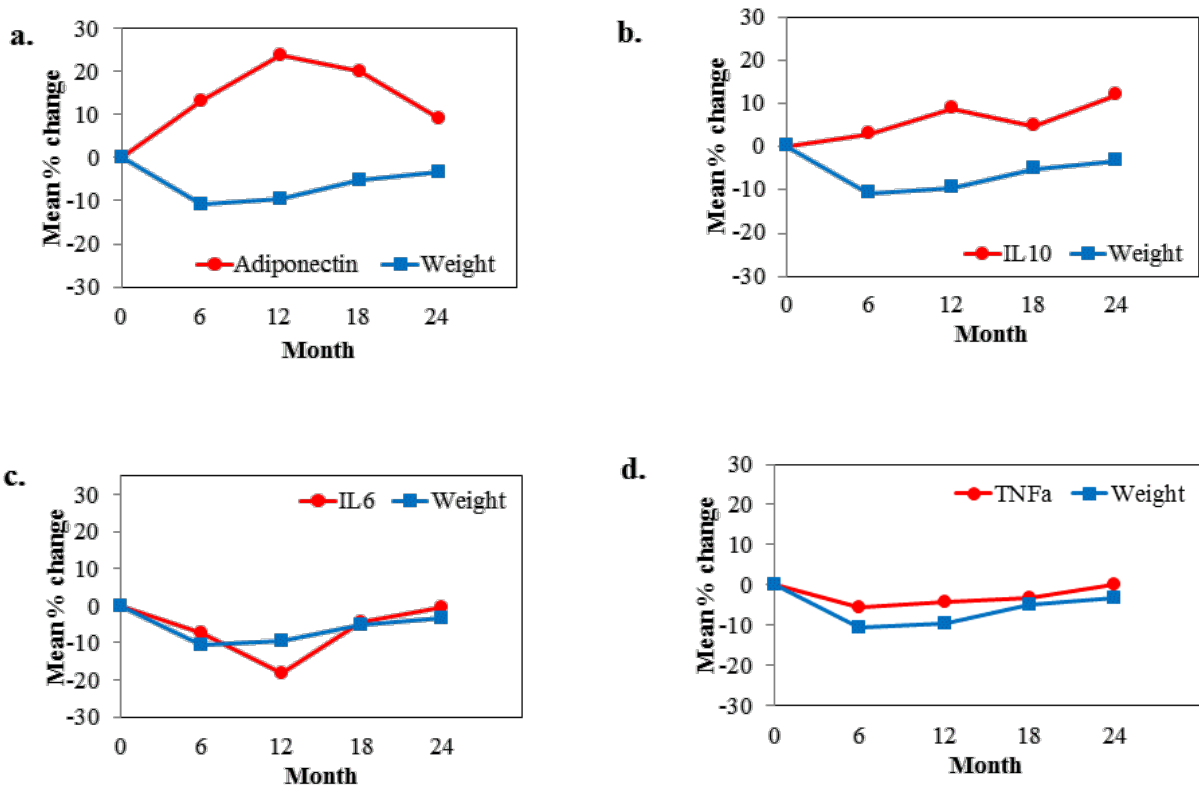 a.
Mean % change
30
20
10
0
-10
-20
-30
Adiponectin Weight
0 6 12 18 24
Month
b.
Mean % change
30
20
10
0
-10
-20
-30
IL10 Weight
0 6 12 18 24
Month
c.
Mean % change
30
20
10
0
-10
-20
-30
IL6 Weight
0 6 12 18 24
Month
d.
Mean % change
30
20
10
0
-10
-20
-30
TNFa Weight
0 6 12 18 24
Month